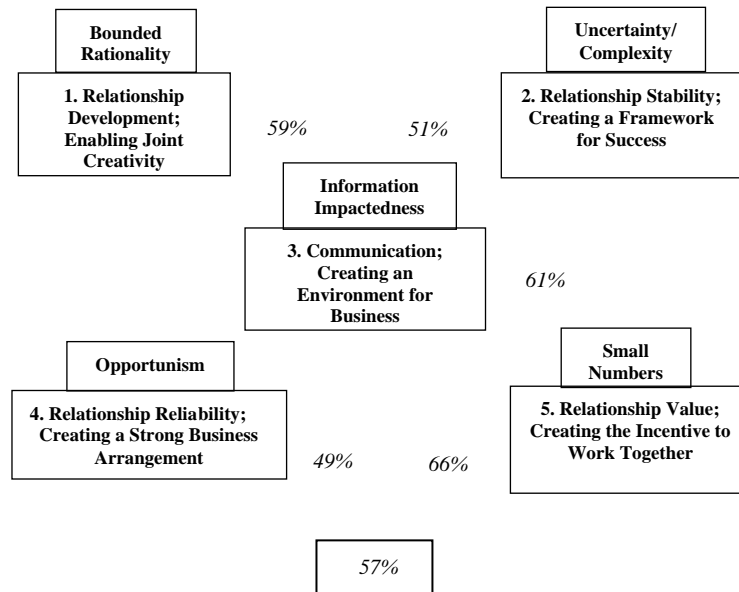 Bounded
Rationality
1. Relationship
Development;
Enabling Joint
Creativity
59%
51%
Uncertainty/
Complexity
2. Relationship Stability;
Creating a Framework
for Success
Information
Impactedness
3. Communication;
Creating an
Environment for
Business
61%
Opportunism
4. Relationship Reliability;
Creating a Strong Business
Arrangement
49%
66%
Small
Numbers
5. Relationship Value;
Creating the Incentive to
Work Together
57%